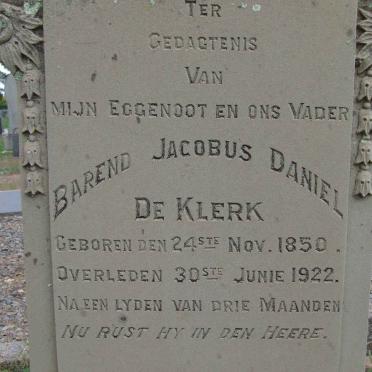 TER
GEDAGTENIS
VAN
MIJN EGGENOOT EN ONS VADER
BAREND JACOBUS DANIEL
DE KLERK
GEBOREN DEN 24STE NOV. 1850.
OVERLEDEN 30STE JUNIE 1922.
NA EEN LYDEN VAN DRIE MAANDEN
NU RUST HY IN DEN HEERE.